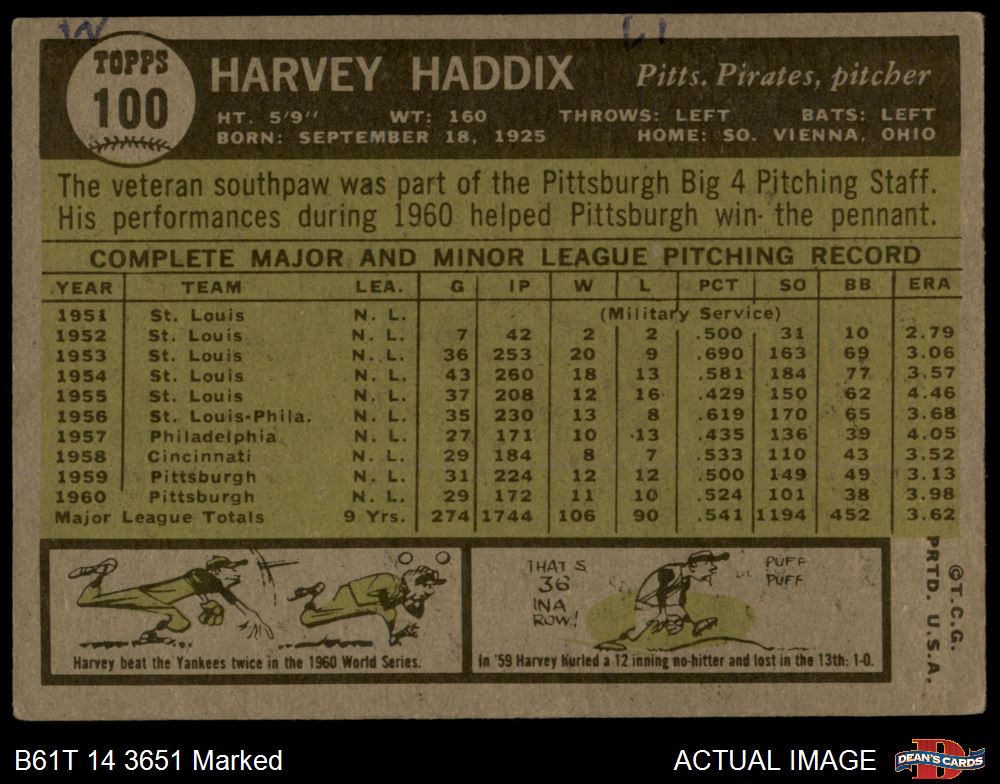 W LI
TOPPS
100
HARVEY HADDIX Pitts. Pirates, pitcher
HT. 5'9" WT: 160 THROWS: LEFT BATS: LEFT
BORN: SEPTEMBER 18, 1925 HOME: SO. VIENNA, OHIO
The veteran southpaw was part of the Pittsburgh Big 4 Pitching Staff.
His performances during 1960 helped Pittsburgh win the pennant.
COMPLETE MAJOR AND MINOR LEAGUE PITCHING RECORD
YEAR TEAM LEA. G IP W L PCT SO BB ERA
1951 St. Louis N. L. (Military Service)
1952 St. Louis N. L. 7 42 2 2 .500 31 10 2.79
1953 St. Louis N. L. 36 253 20 9 .690 163 69 3.06
1954 St. Louis N. L. 43 260 18 13 .581 184 77 3.57
1955 St. Louis N. L. 37 208 12 16 .429 150 62 4.46
1956 St. Louis-Phila. N. L. 35 230 13 8 .619 170 65 3.68
1957 Philadelphia N. L. 27 171 10 13 .435 136 39 4.05
1958 Cincinnati N. L. 29 184 8 7 .533 110 43 3.52
1959 Pittsburgh N. L. 31 224 12 12 .500 149 49 3.13
1960 Pittsburgh N. L. 29 172 11 10 .524 101 38 3.98
Major League Totals 9 Yrs. 274 1744 106 90 .541 1194 452 3.62
THAT S
36
IN A
ROW!
PUFF
PUFF
Harvey beat the Yankees twice in the 1960 World Series.
In '59 Harvey hurled a 12 inning no-hitter and lost in the 13th: 1-0.
©T.C.G.
PRTD. U.S.A.
B61T 14 3651 Marked
ACTUAL IMAGE
DEAN'S CARDS